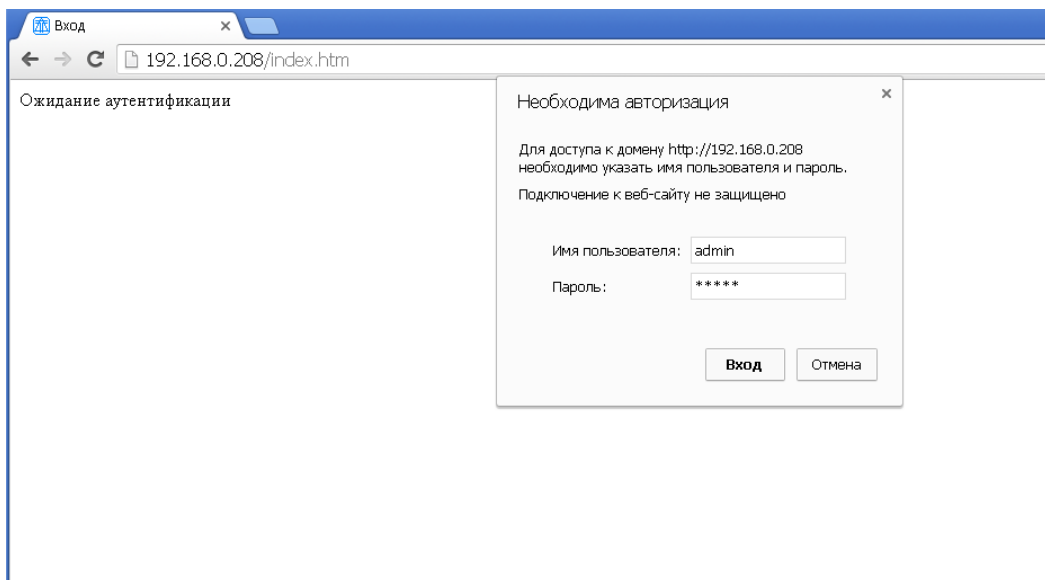 Вход
192.168.0.208/index.htm
Ожидание аутентификации
Необходима авторизация
Для доступа к домену http://192.168.0.208
необходимо указать имя пользователя и пароль.
Подключение к веб-сайту не защищено
Имя пользователя: admin
Пароль: *****
Вход Отмена